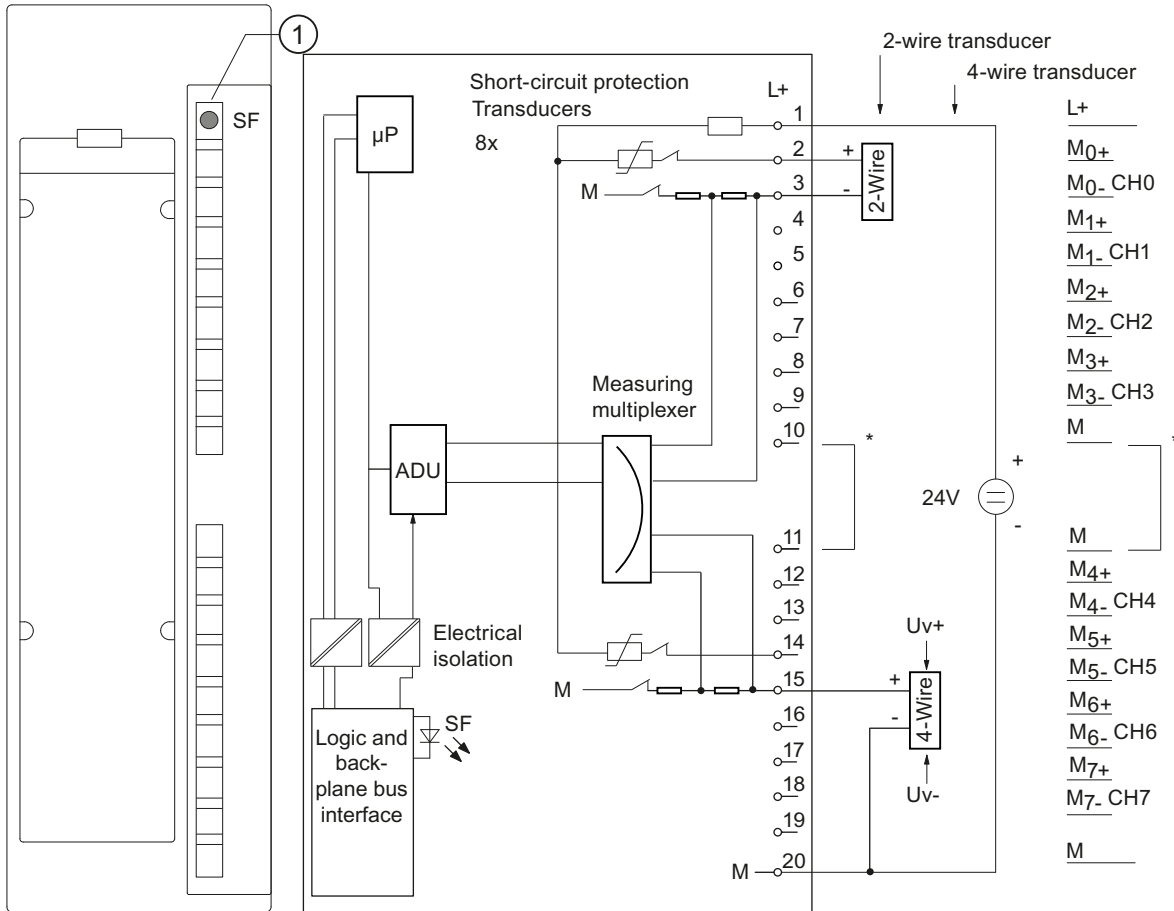 1
SF
μP
Short-circuit protection
Transducers
8x
L+
1
2
3
4
5
6
7
8
9
10
11
12
13
14
15
16
17
18
19
20
M
Measuring
multiplexer
ADU
Electrical
isolation
M
Logic and
back-
plane bus
interface
SF
M
*
2-wire transducer
4-wire transducer
+
-
2-Wire
24V
+
-
Uv+
+
-
4-Wire
Uv-
L+
M0+
M0- CH0
M1+
M1- CH1
M2+
M2- CH2
M3+
M3- CH3
M
*
M
M4+
M4- CH4
M5+
M5- CH5
M6+
M6- CH6
M7+
M7- CH7
M